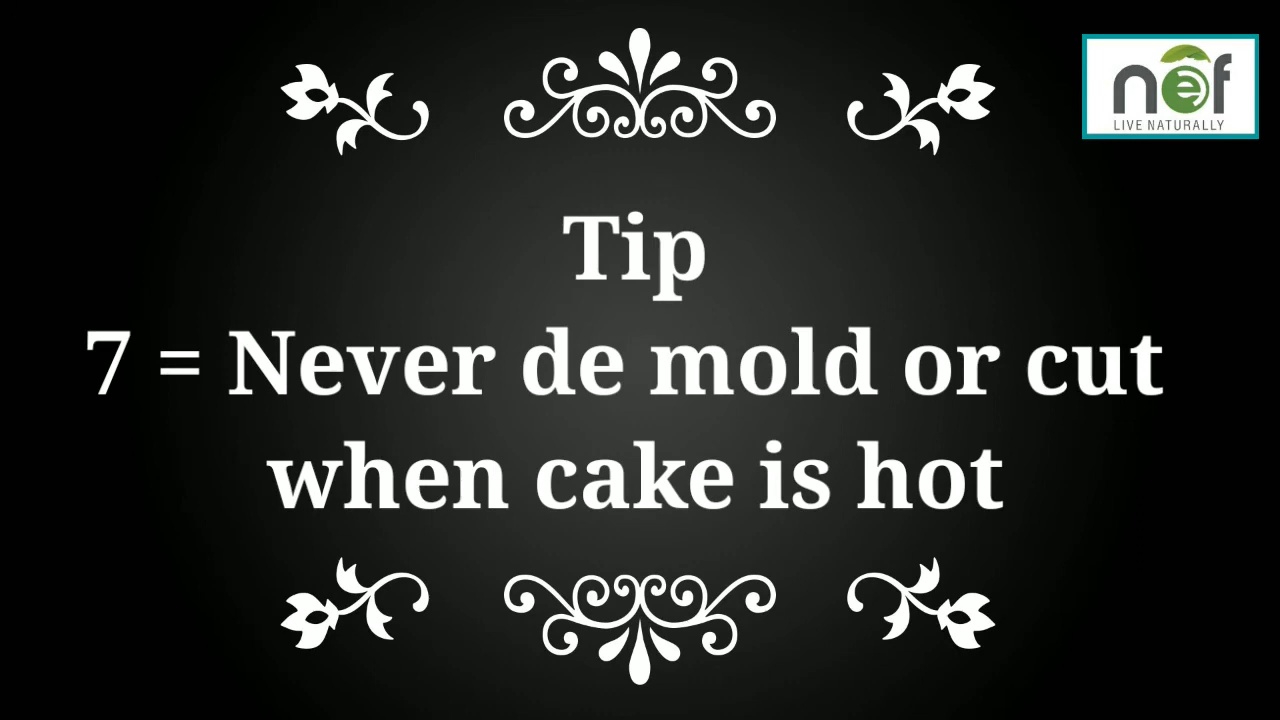 nef
LIVE NATURALLY
Tip
7 = Never de mold or cut
when cake is hot